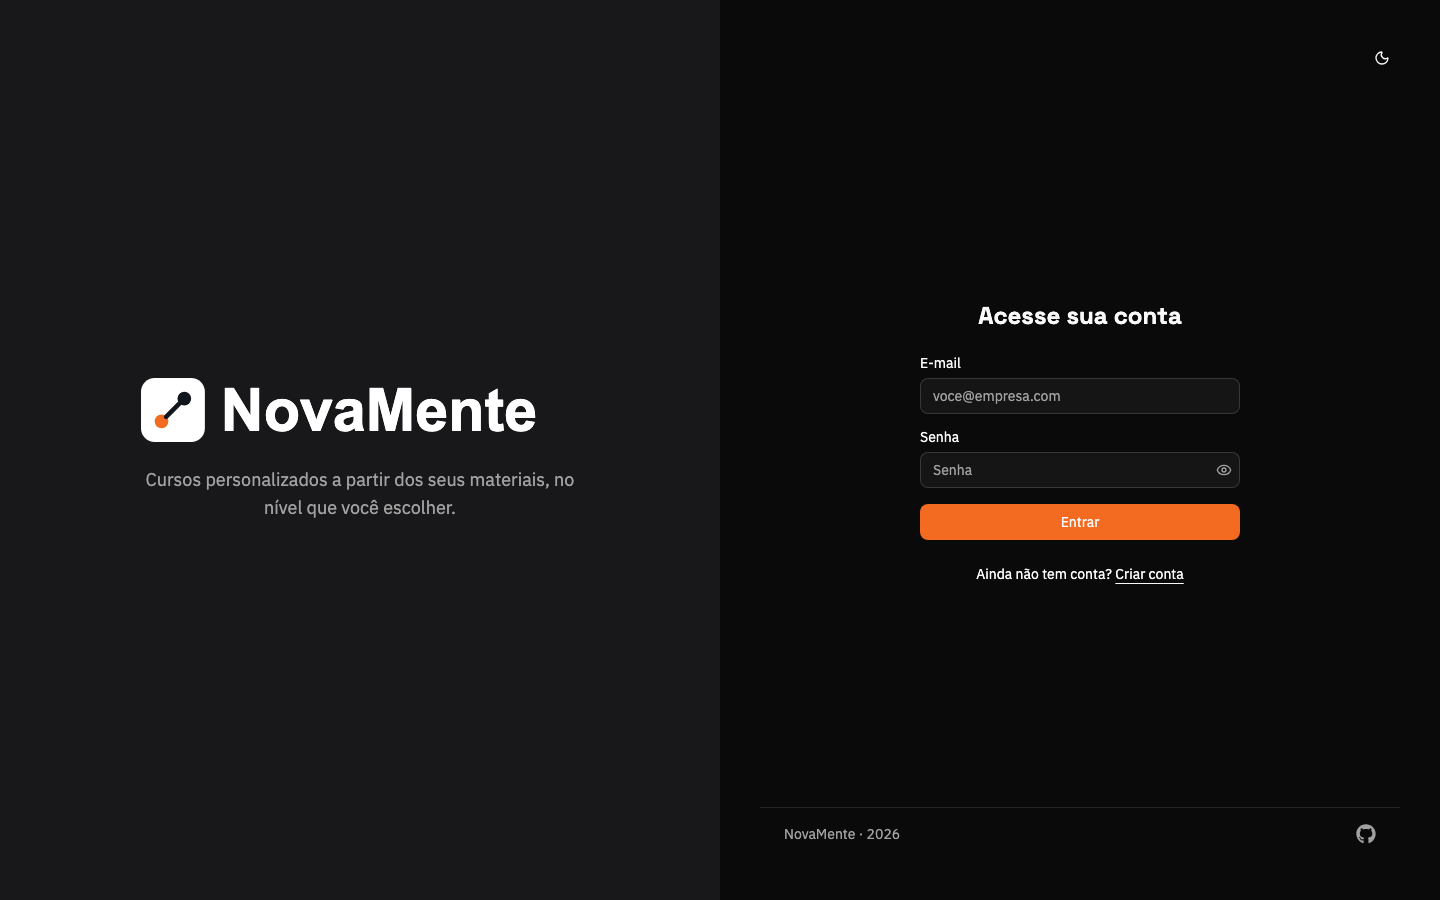 NovaMente
Cursos personalizados a partir dos seus materiais, no
nível que você escolher.
Acesse sua conta
E-mail
voce@empresa.com
Senha
Senha
Entrar
Ainda não tem conta? Criar conta
NovaMente · 2026